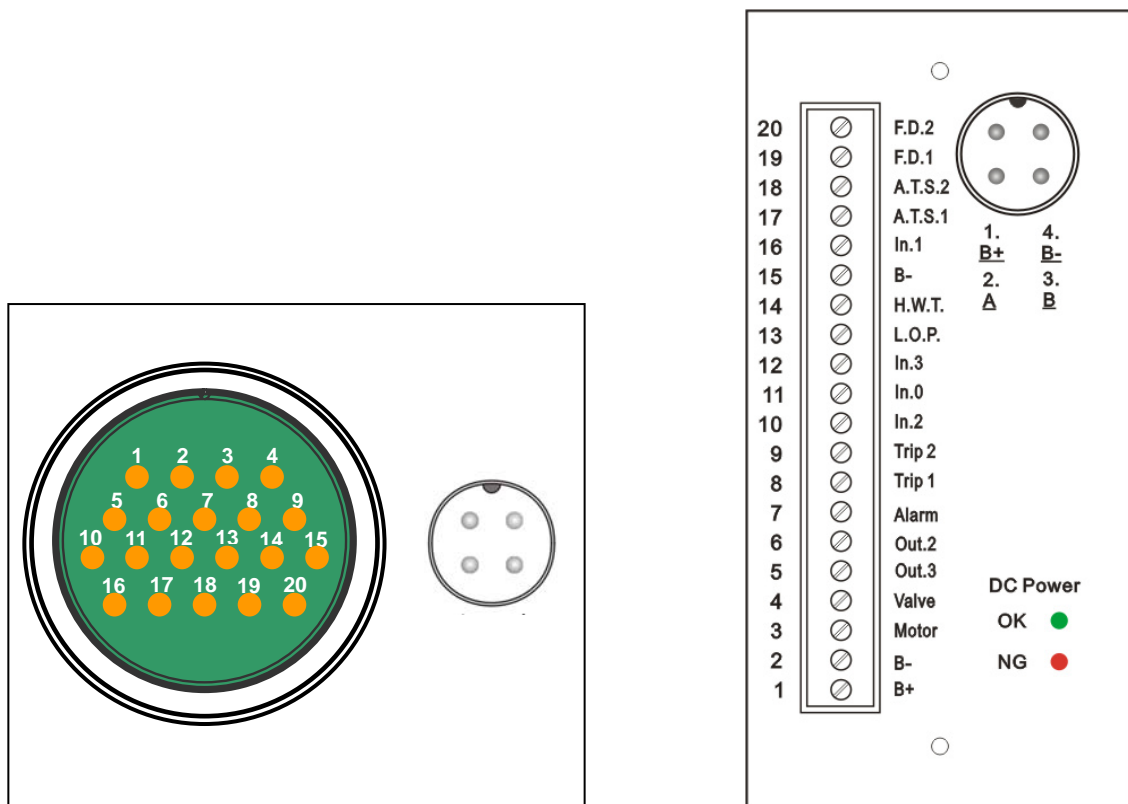 1 2 3 4
5 6 7 8 9
10 11 12 13 14 15
16 17 18 19 20
20 F.D.2
19 F.D.1
18 A.T.S.2
17 A.T.S.1
16 In.1
15 B-
14 H.W.T.
13 L.O.P.
12 In.3
11 In.0
10 In.2
9 Trip 2
8 Trip 1
7 Alarm
6 Out.2
5 Out.3
4 Valve
3 Motor
2 B-
1 B+
1. 4.
B+ B-
2. 3.
A B
DC Power
OK
NG